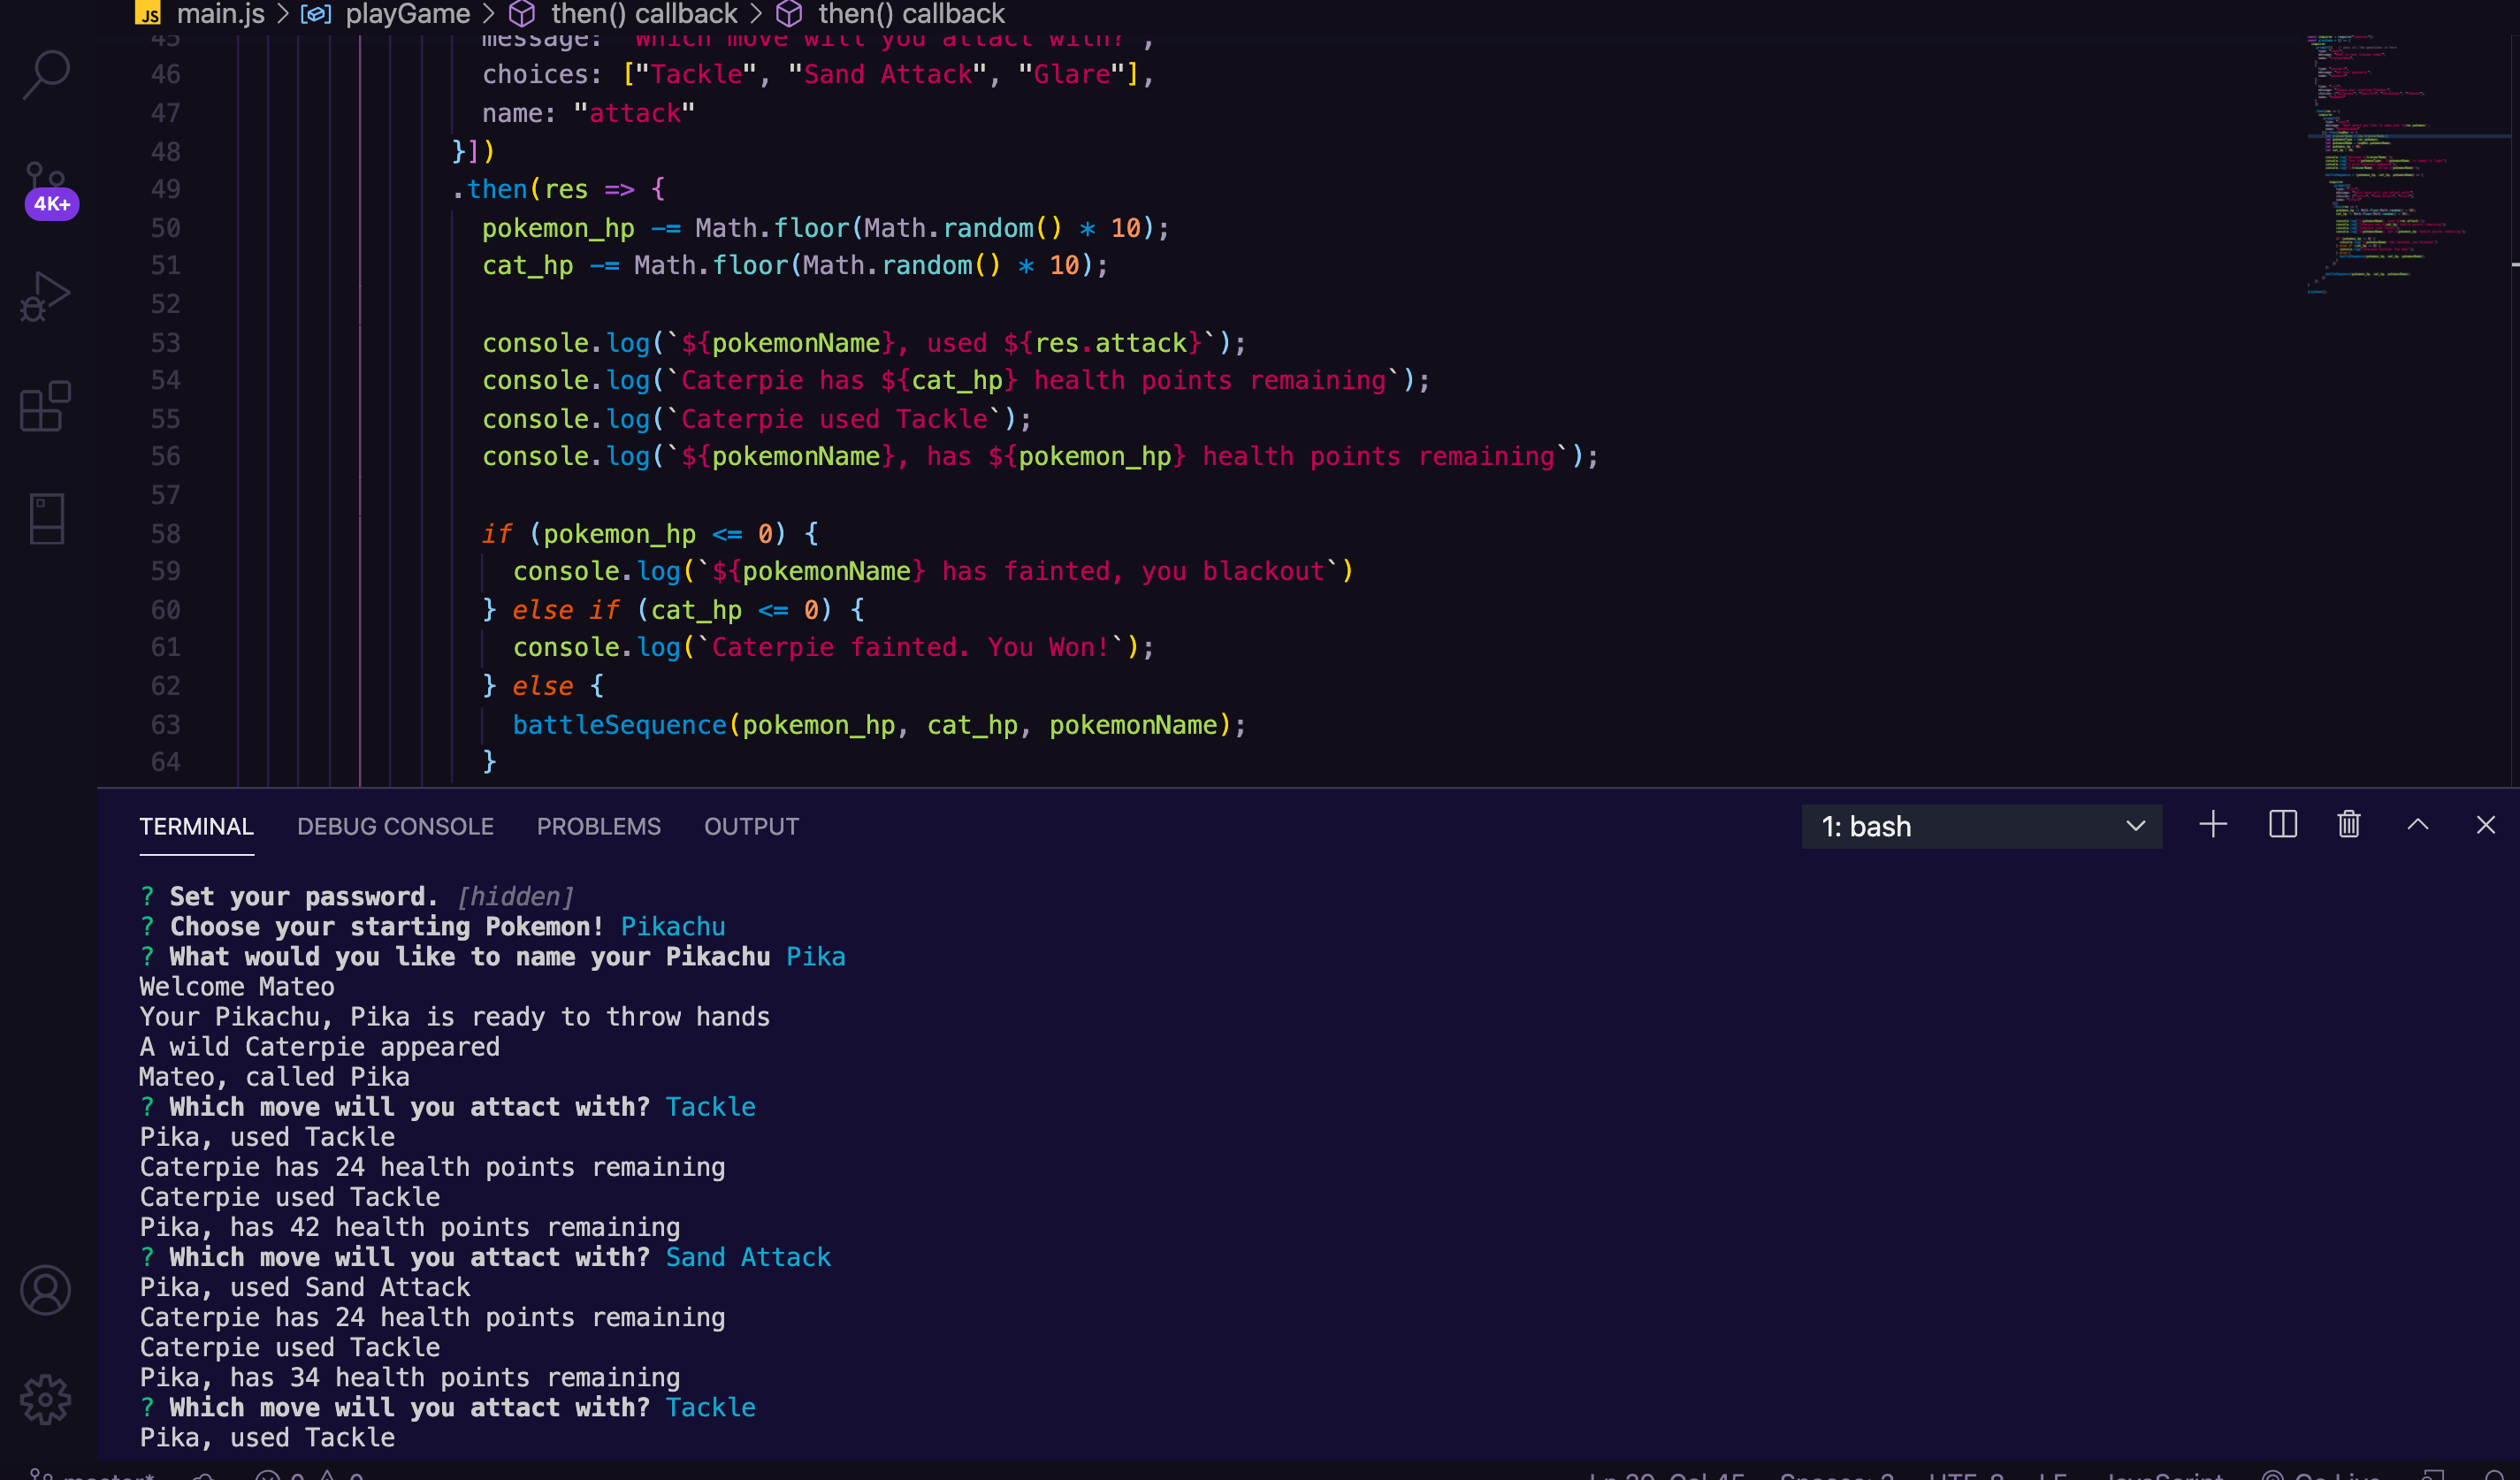 JS main.js > playGame > then() callback > then() callback
45 message: "Which move will you attact with?",
46 choices: ["Tackle", "Sand Attack", "Glare"],
47 name: "attack"
48 }])
49 .then(res => {
50 pokemon_hp -= Math.floor(Math.random() * 10);
51 cat_hp -= Math.floor(Math.random() * 10);
52
53 console.log(`${pokemonName}, used ${res.attack}`);
54 console.log(`Caterpie has ${cat_hp} health points remaining`);
55 console.log(`Caterpie used Tackle`);
56 console.log(`${pokemonName}, has ${pokemon_hp} health points remaining`);
57
58 if (pokemon_hp <= 0) {
59 console.log(`${pokemonName} has fainted, you blackout`)
60 } else if (cat_hp <= 0) {
61 console.log(`Caterpie fainted. You Won!`);
62 } else {
63 battleSequence(pokemon_hp, cat_hp, pokemonName);
64 }
4K+
TERMINAL DEBUG CONSOLE PROBLEMS OUTPUT 1: bash
? Set your password. [hidden]
? Choose your starting Pokemon! Pikachu
? What would you like to name your Pikachu Pika
Welcome Mateo
Your Pikachu, Pika is ready to throw hands
A wild Caterpie appeared
Mateo, called Pika
? Which move will you attact with? Tackle
Pika, used Tackle
Caterpie has 24 health points remaining
Caterpie used Tackle
Pika, has 42 health points remaining
? Which move will you attact with? Sand Attack
Pika, used Sand Attack
Caterpie has 24 health points remaining
Caterpie used Tackle
Pika, has 34 health points remaining
? Which move will you attact with? Tackle
Pika, used Tackle